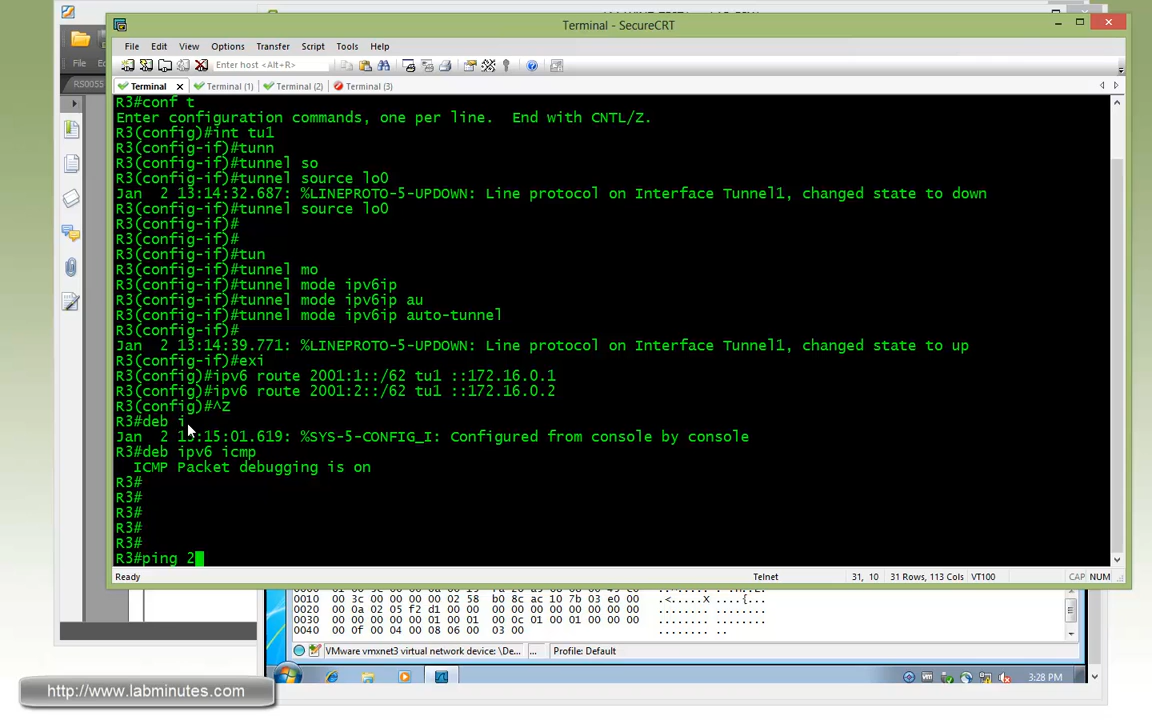 Terminal - SecureCRT
File Edit View Options Transfer Script Tools Help
Enter host <Alt+R>
File
RS0055
Terminal Terminal (1) Terminal (2) Terminal (3)
R3#conf t
Enter configuration commands, one per line.  End with CNTL/Z.
R3(config)#int tu1
R3(config-if)#tunn
R3(config-if)#tunnel so
R3(config-if)#tunnel source lo0
Jan  2 13:14:32.687: %LINEPROTO-5-UPDOWN: Line protocol on Interface Tunnel1, changed state to down
R3(config-if)#tunnel source lo0
R3(config-if)#
R3(config-if)#
R3(config-if)#tun
R3(config-if)#tunnel mo
R3(config-if)#tunnel mode ipv6ip
R3(config-if)#tunnel mode ipv6ip au
R3(config-if)#tunnel mode ipv6ip auto-tunnel
R3(config-if)#
Jan  2 13:14:39.771: %LINEPROTO-5-UPDOWN: Line protocol on Interface Tunnel1, changed state to up
R3(config-if)#exi
R3(config)#ipv6 route 2001:1::/62 tu1 ::172.16.0.1
R3(config)#ipv6 route 2001:2::/62 tu1 ::172.16.0.2
R3(config)#^Z
R3#deb i
Jan  2 13:15:01.619: %SYS-5-CONFIG_I: Configured from console by console
R3#deb ipv6 icmp
  ICMP Packet debugging is on
R3#
R3#
R3#
R3#
R3#
R3#ping 2
Ready Telnet 31, 10 31 Rows, 113 Cols VT100 CAP NUM
0010 00 3c 00 00 00 00 02 58 b0 8c ac 10 7b 03 e0 00 .<.....X ....{...
0020 00 0a 02 05 f2 d1 00 00 00 00 00 00 00 00 00 00 ........ ........
0030 00 00 00 00 00 01 00 01 00 0c 01 00 01 00 00 00 ........ ........
0040 00 0f 00 04 00 08 06 00 03 00 ........ ..
VMware vmxnet3 virtual network device: \De... ... Profile: Default
3:28 PM
http://www.labminutes.com